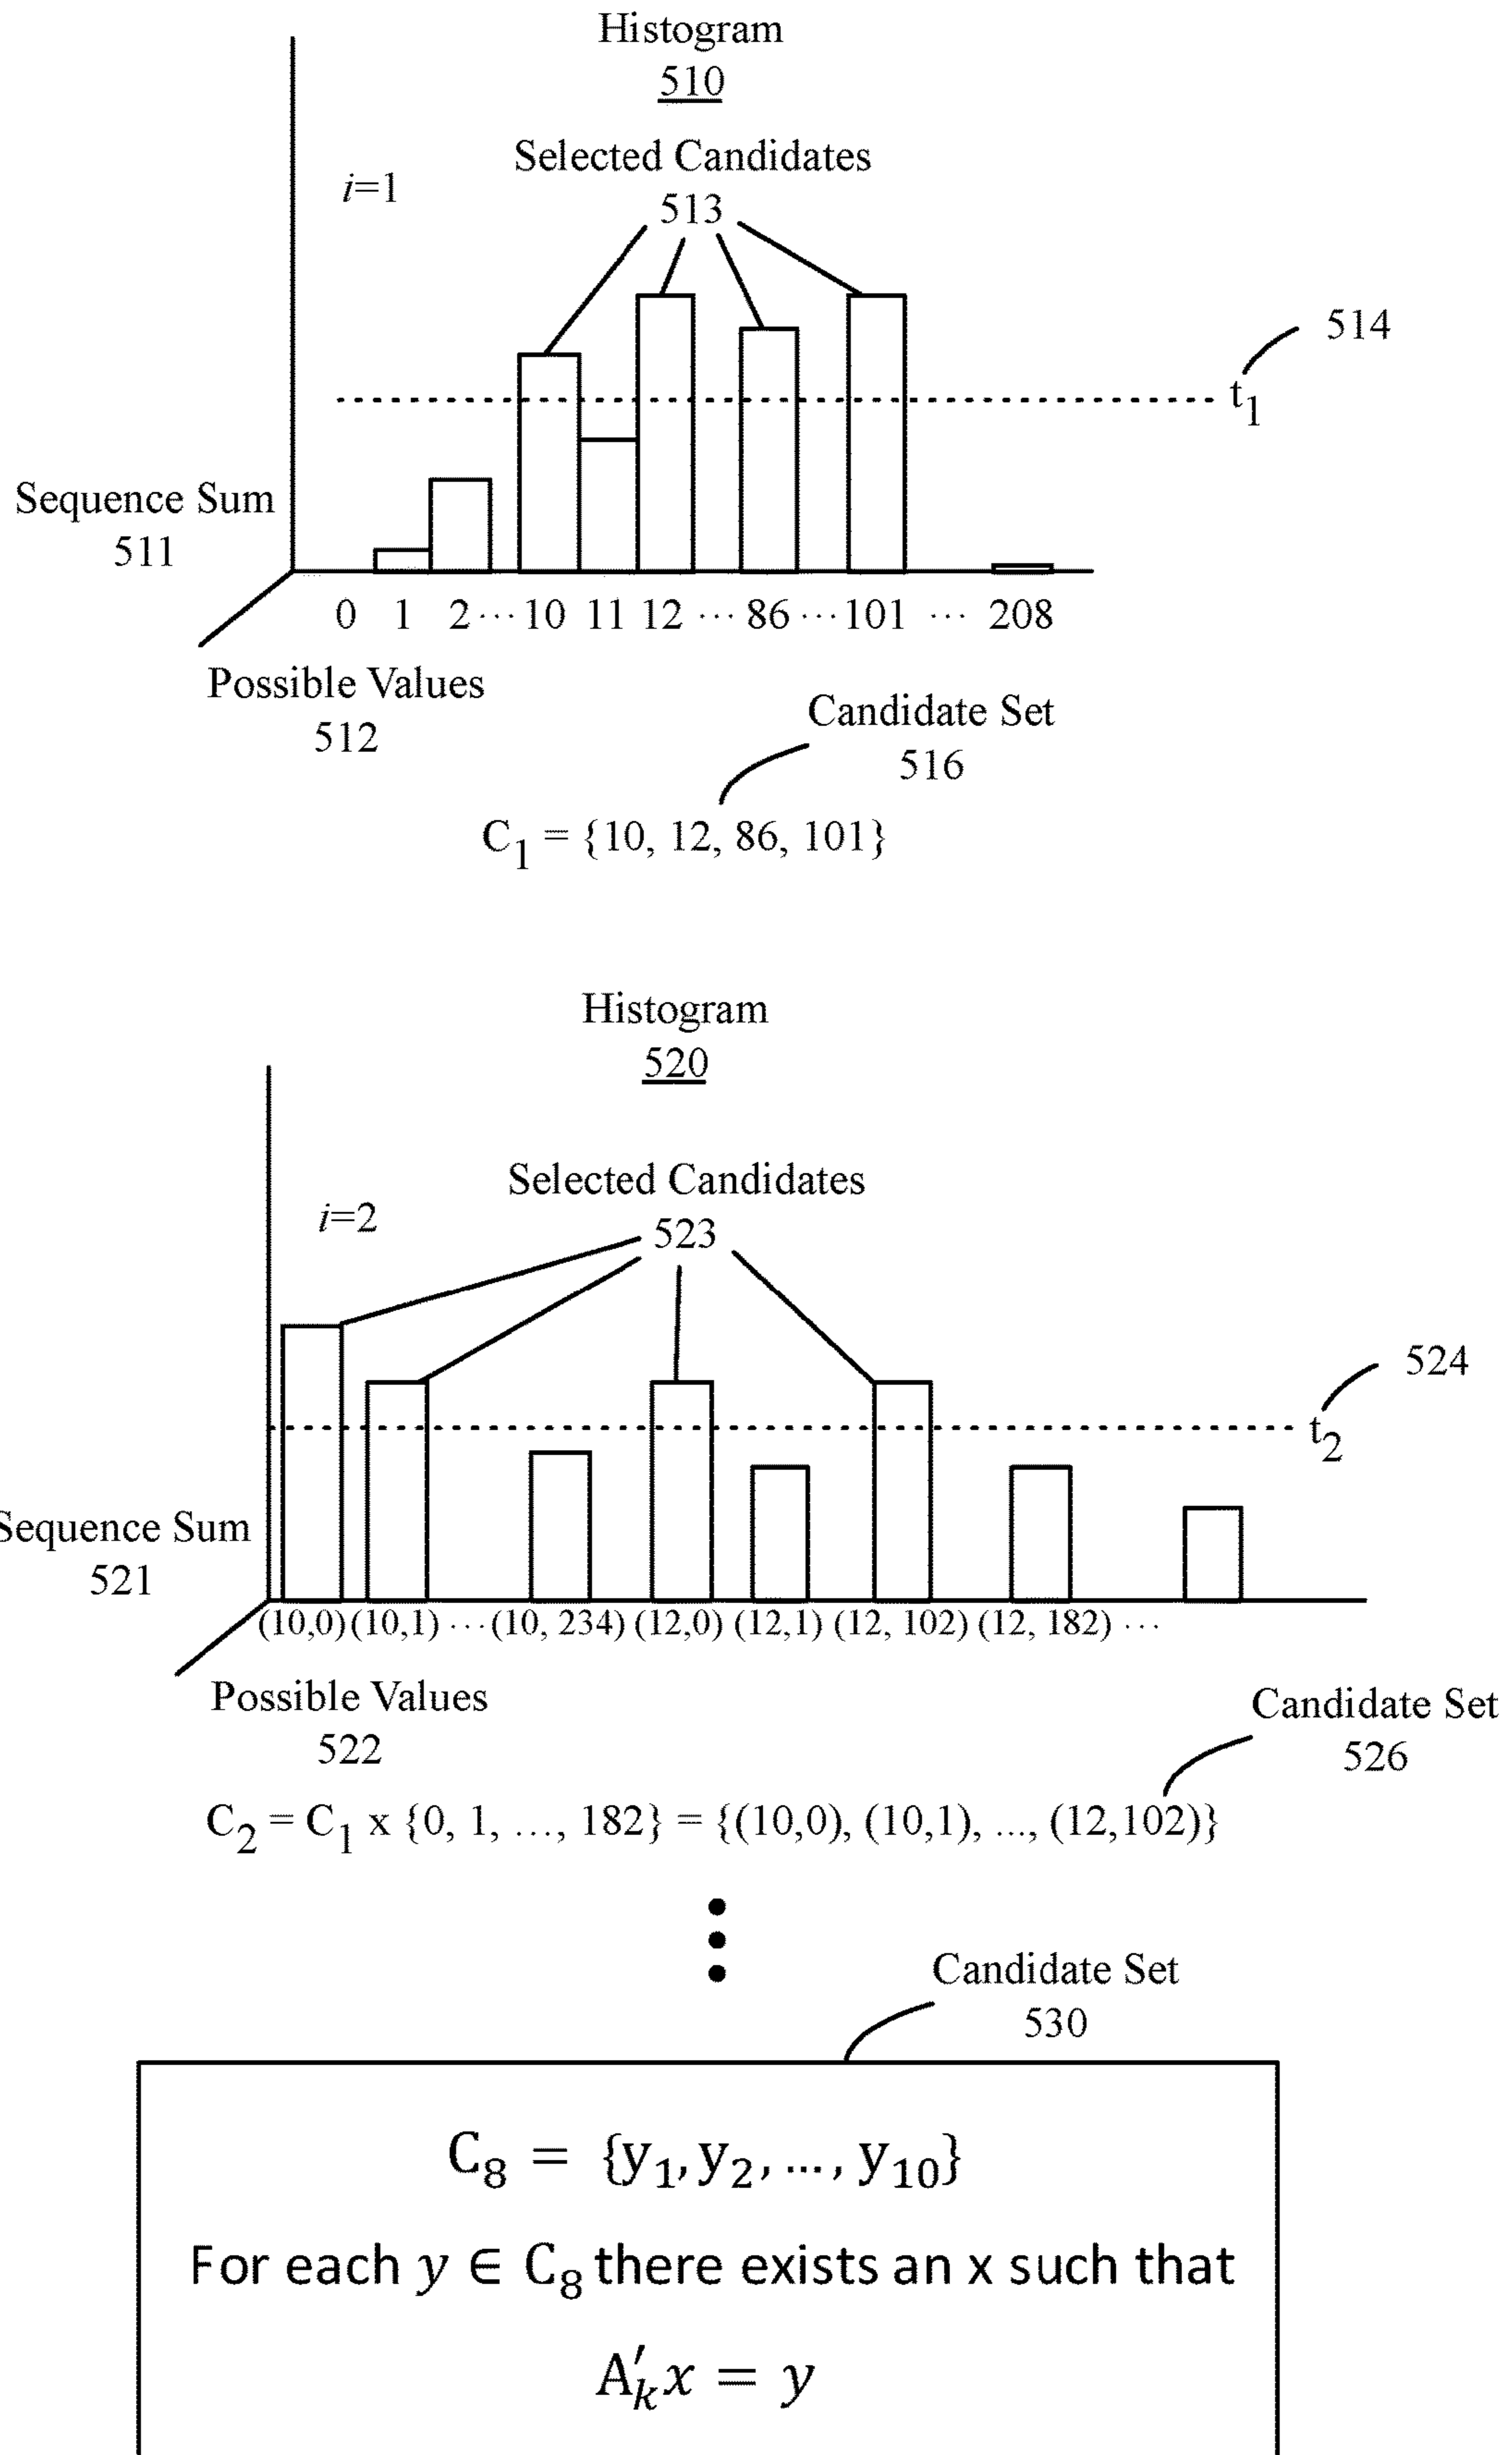 Histogram
510
Selected Candidates
513
i=1
514
t1
Sequence Sum
511
0 1 2 ··· 10 11 12 ··· 86 ··· 101 ··· 208
Possible Values
512
Candidate Set
516
C1 = {10, 12, 86, 101}
Histogram
520
Selected Candidates
523
i=2
524
t2
Sequence Sum
521
(10,0) (10,1) ··· (10, 234) (12,0) (12,1) (12, 102) (12, 182) ···
Possible Values
522
Candidate Set
526
C2 = C1 x {0, 1, ..., 182} = {(10,0), (10,1), ..., (12,102)}
Candidate Set
530
C8 = {y1, y2, ..., y10}
For each y ∈ C8 there exists an x such that
A′kx = y